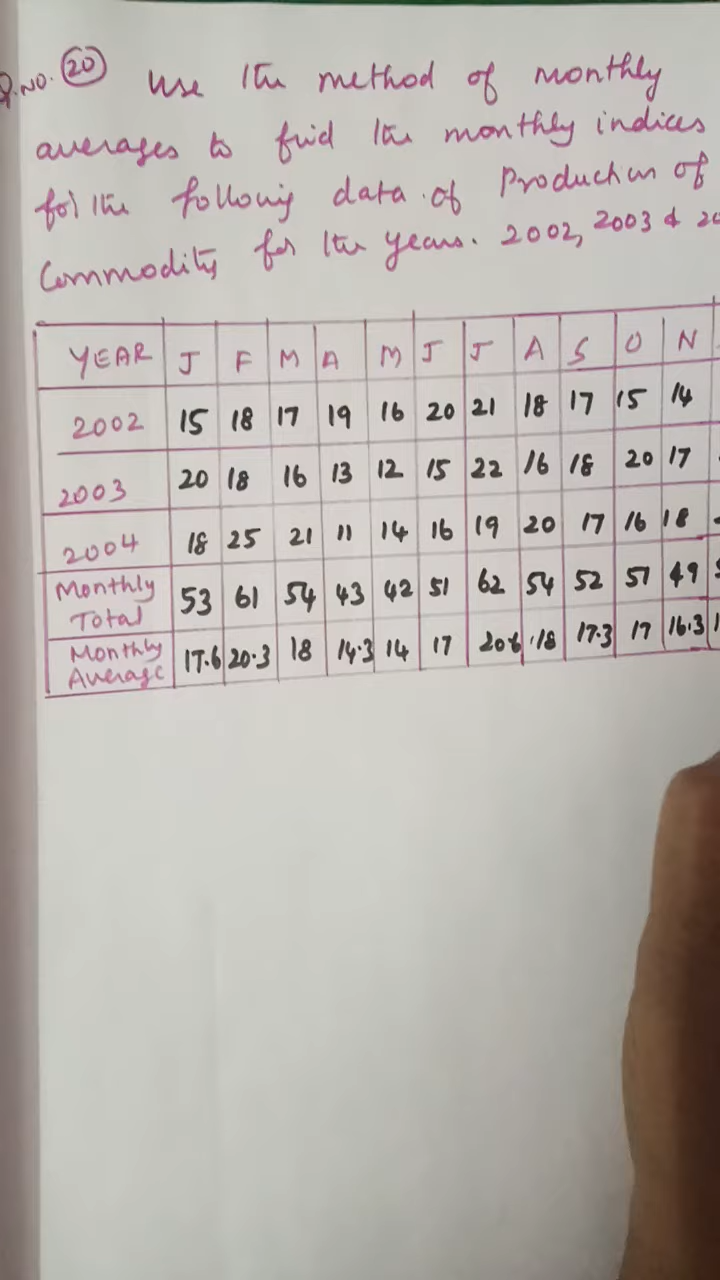 Q.NO. 20 Use the method of monthly
averages to find the monthly indices
for the following data of Production of
Commodity for the years. 2002, 2003 &
YEAR J F M A M J J A S O N
2002 15 18 17 19 16 20 21 18 17 15 14
2003 20 18 16 13 12 15 22 16 18 20 17
2004 18 25 21 11 14 16 19 20 17 16 18
Monthly Total 53 61 54 43 42 51 62 54 52 51 49
Monthly Average 17.6 20.3 18 14.3 14 17 20.6 18 17.3 17 16.3